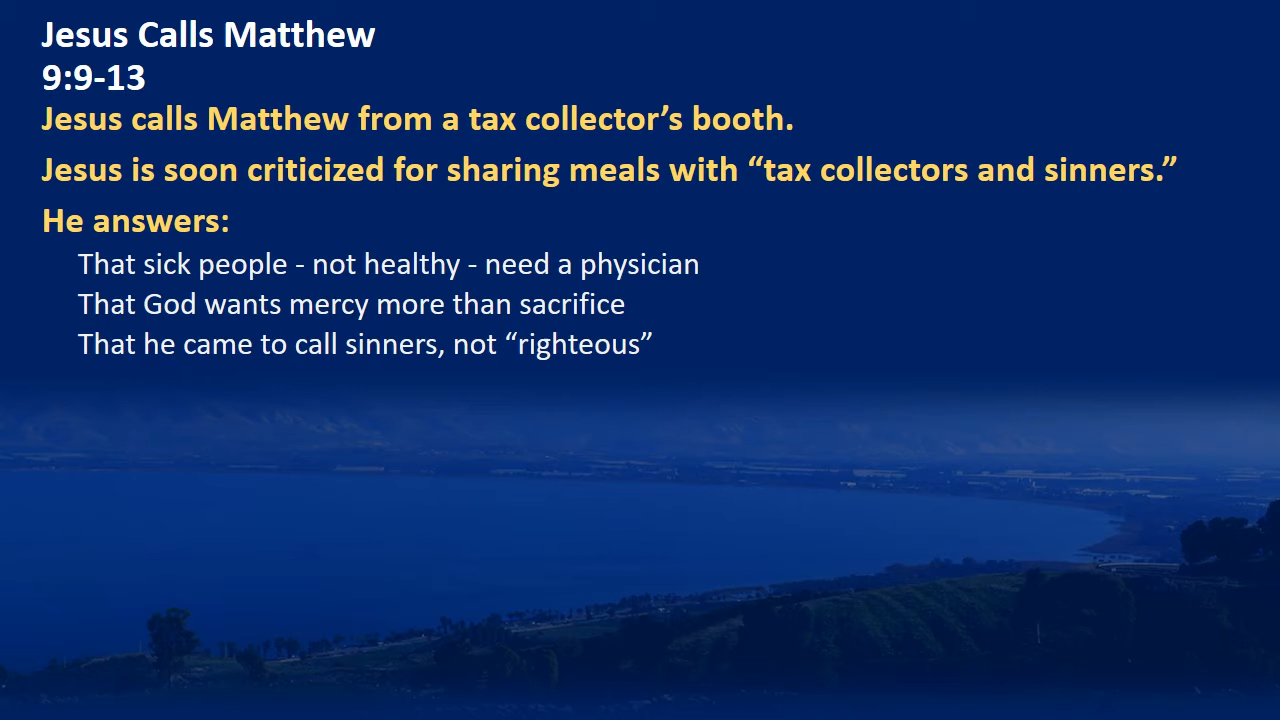 Jesus Calls Matthew
9:9-13
Jesus calls Matthew from a tax collector’s booth.
Jesus is soon criticized for sharing meals with “tax collectors and sinners.”
He answers:
That sick people - not healthy - need a physician
That God wants mercy more than sacrifice
That he came to call sinners, not “righteous”